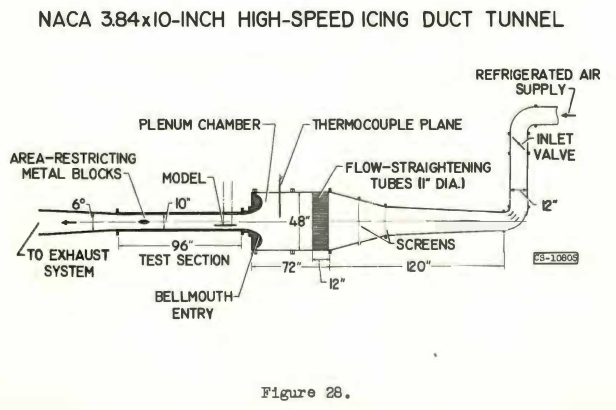 NACA 3.84x10-INCH HIGH-SPEED ICING DUCT TUNNEL
REFRIGERATED AIR
SUPPLY
PLENUM CHAMBER
THERMOCOUPLE PLANE
INLET
VALVE
AREA-RESTRICTING
METAL BLOCKS
MODEL
FLOW-STRAIGHTENING
TUBES (1" DIA.)
6°
10"
48"
12"
TO EXHAUST
SYSTEM
96"
TEST SECTION
SCREENS
72"
120"
CS-10805
12"
BELLMOUTH
ENTRY
Figure 28.